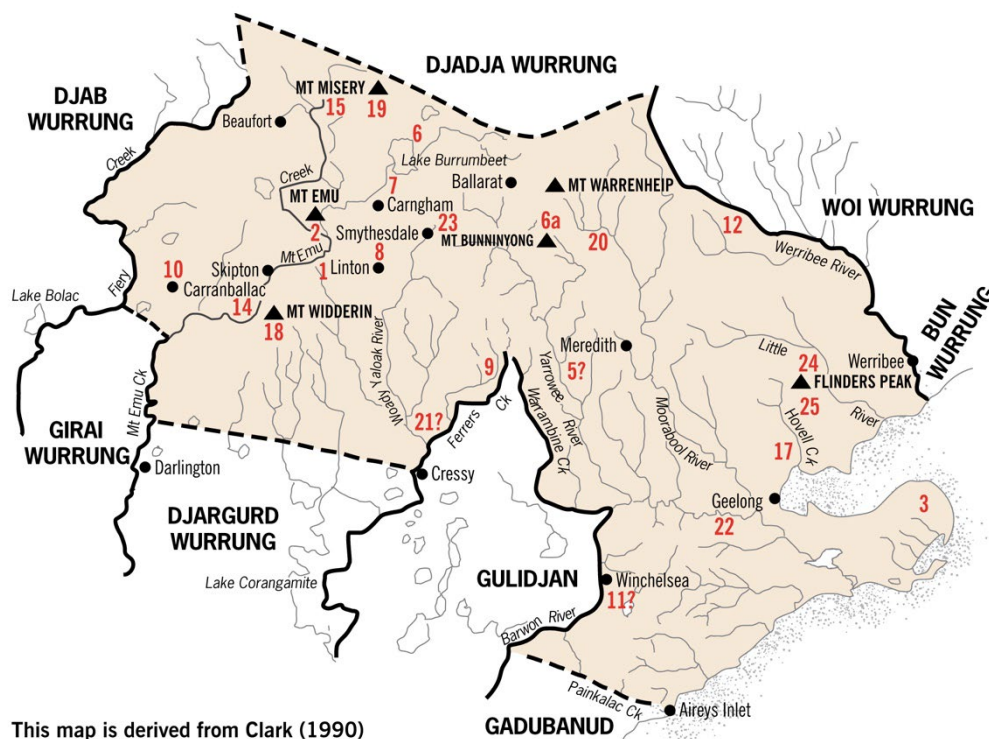 DJADJA WURRUNG
DJAB
WURRUNG
MT MISERY
15
19
Beaufort
6
Creek
Lake Burrumbeet
Creek
Ballarat
MT WARRENHEIP
7
MT EMU
Carngham
WOI WURRUNG
2
23
6a
12
Smythesdale
MT BUNNINYONG
20
Werribee River
8
10
Skipton
Mt Emu
1
Linton
Lake Bolac
Fiery
Carranballac
14
MT WIDDERIN
18
BUN
WURRUNG
Meredith
Little
24
Werribee
9
5?
FLINDERS PEAK
Yaloak River
Woady
Ferrers Ck
Yarrowee River
Warrambine Ck
Moorabool River
25
River
Hovell Ck
21?
Mt Emu Ck
GIRAI
WURRUNG
17
Darlington
Cressy
Geelong
3
DJARGURD
WURRUNG
22
Lake Corangamite
GULIDJAN
Winchelsea
11?
Barwon River
Painkalac Ck
Aireys Inlet
GADUBANUD
This map is derived from Clark (1990)